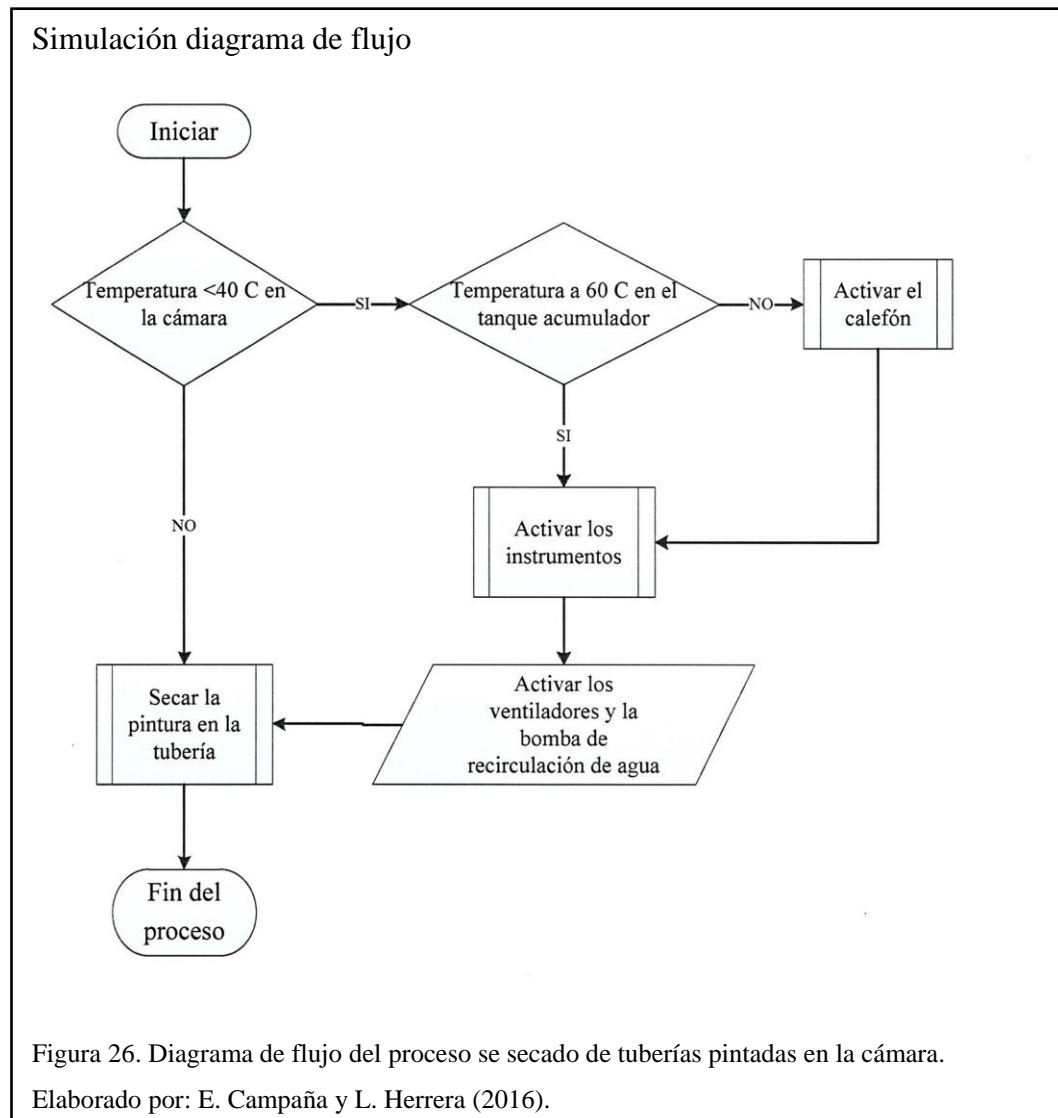 Simulación diagrama de flujo
Iniciar
Temperatura <40 C en
la cámara
SI
Temperatura a 60 C en el
tanque acumulador
NO
Activar el
calefón
SI
Activar los
instrumentos
NO
Secar la
pintura en la
tubería
Activar los
ventiladores y la
bomba de
recirculación de agua
Fin del
proceso
Figura 26. Diagrama de flujo del proceso se secado de tuberías pintadas en la cámara.
Elaborado por: E. Campaña y L. Herrera (2016).